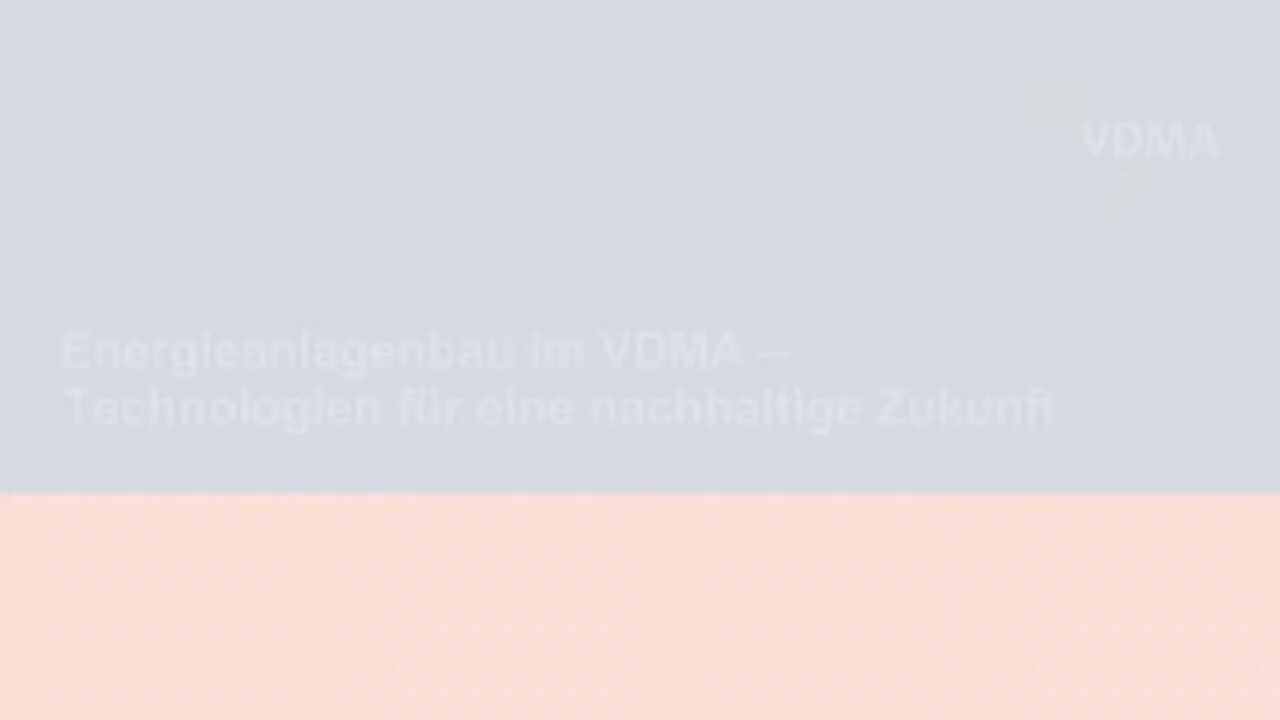 VDMA
Energieanlagenbau im VDMA –
Technologien für eine nachhaltige Zukunft